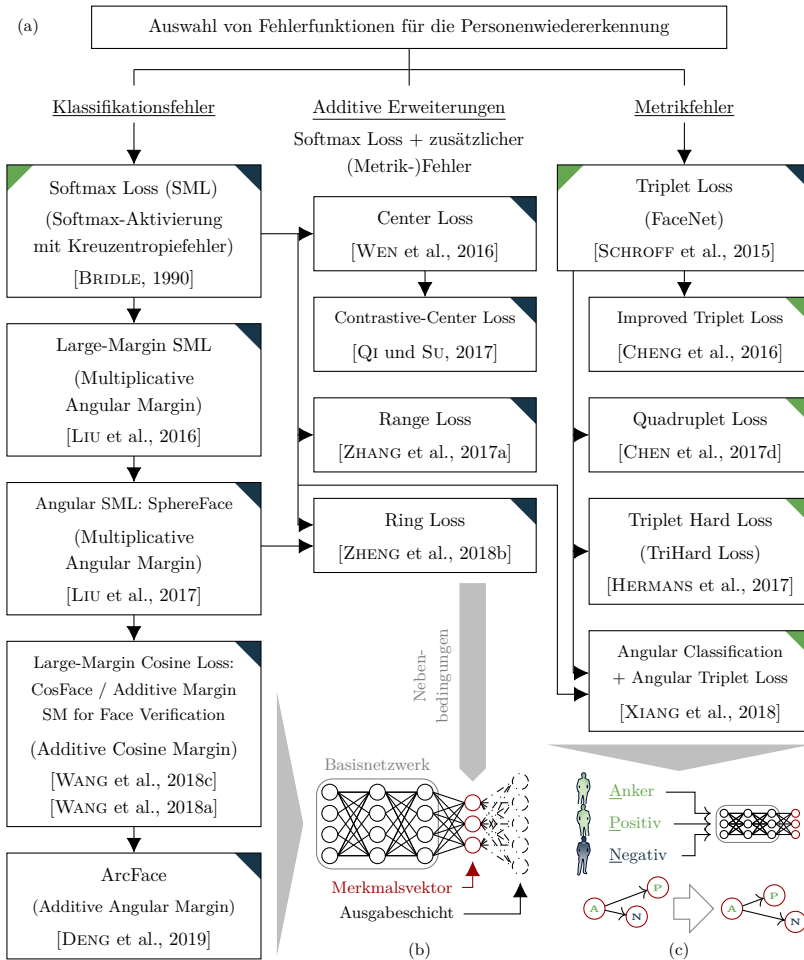 (a)
Auswahl von Fehlerfunktionen für die Personenwiedererkennung
Klassifikationsfehler
Softmax Loss (SML)
(Softmax-Aktivierung
mit Kreuzentropiefehler)
[BRIDLE, 1990]
Large-Margin SML
(Multiplicative
Angular Margin)
[LIU et al., 2016]
Angular SML: SphereFace
(Multiplicative
Angular Margin)
[LIU et al., 2017]
Large-Margin Cosine Loss:
CosFace / Additive Margin
SM for Face Verification
(Additive Cosine Margin)
[WANG et al., 2018c]
[WANG et al., 2018a]
ArcFace
(Additive Angular Margin)
[DENG et al., 2019]
Additive Erweiterungen
Softmax Loss + zusätzlicher
(Metrik-)Fehler
Center Loss
[WEN et al., 2016]
Contrastive-Center Loss
[QI und SU, 2017]
Range Loss
[ZHANG et al., 2017a]
Ring Loss
[ZHENG et al., 2018b]
Neben-
bedingungen
Basisnetzwerk
Merkmalsvektor
Ausgabeschicht
(b)
Metrikfehler
Triplet Loss
(FaceNet)
[SCHROFF et al., 2015]
Improved Triplet Loss
[CHENG et al., 2016]
Quadruplet Loss
[CHEN et al., 2017d]
Triplet Hard Loss
(TriHard Loss)
[HERMANS et al., 2017]
Angular Classification
+ Angular Triplet Loss
[XIANG et al., 2018]
Anker
Positiv
Negativ
A
P
N
A
P
N
(c)